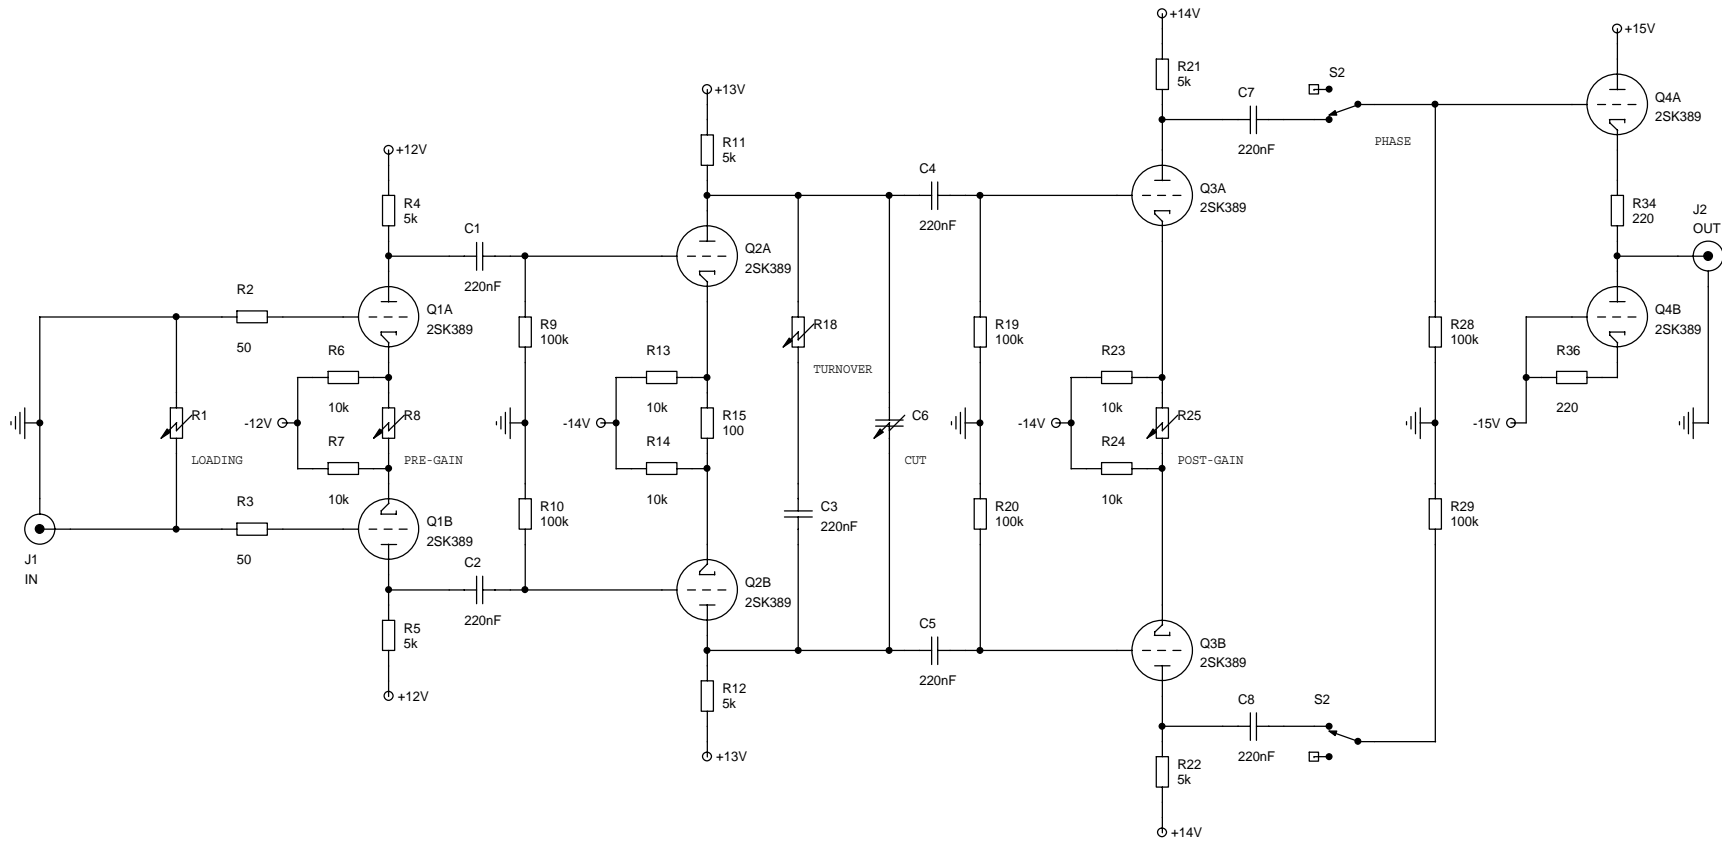 +14V
+15V
R21
5k
S2
+13V
C7
Q4A
2SK389
R11
5k
220nF
PHASE
+12V
C4
Q3A
2SK389
R4
5k
R34
220
J2
OUT
C1
220nF
Q2A
2SK389
220nF
R2
Q1A
2SK389
Q4B
2SK389
50
R9
100k
R18
R19
100k
R28
100k
R6
R13
TURNOVER
R23
R36
10k
10k
10k
220
R1
-12V
R8
-14V
R15
100
C6
-14V
R25
-15V
R7
R14
R24
LOADING
PRE-GAIN
CUT
POST-GAIN
R3
10k
R10
100k
10k
C3
220nF
R20
100k
10k
R29
100k
Q1B
2SK389
50
J1
IN
C2
220nF
Q2B
2SK389
C5
220nF
R5
5k
Q3B
2SK389
+12V
R12
5k
C8
S2
+13V
220nF
R22
5k
+14V